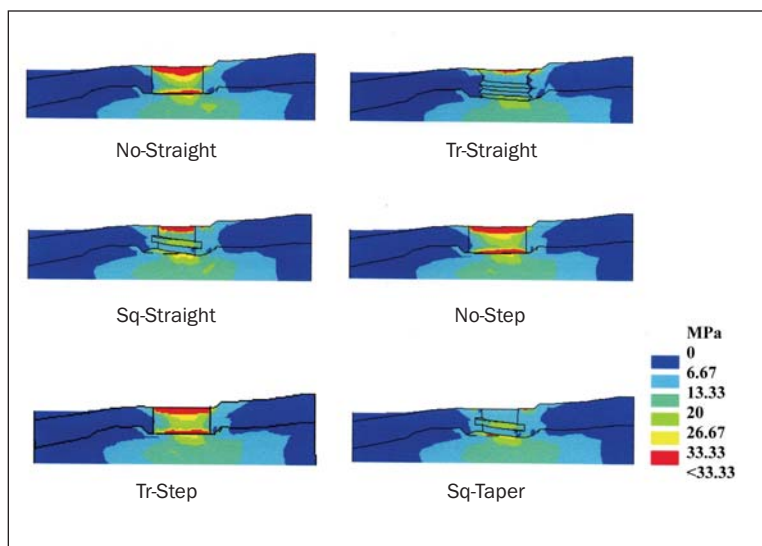 No-Straight
Tr-Straight
Sq-Straight
No-Step
Tr-Step
Sq-Taper
MPa
0
6.67
13.33
20
26.67
33.33
<33.33